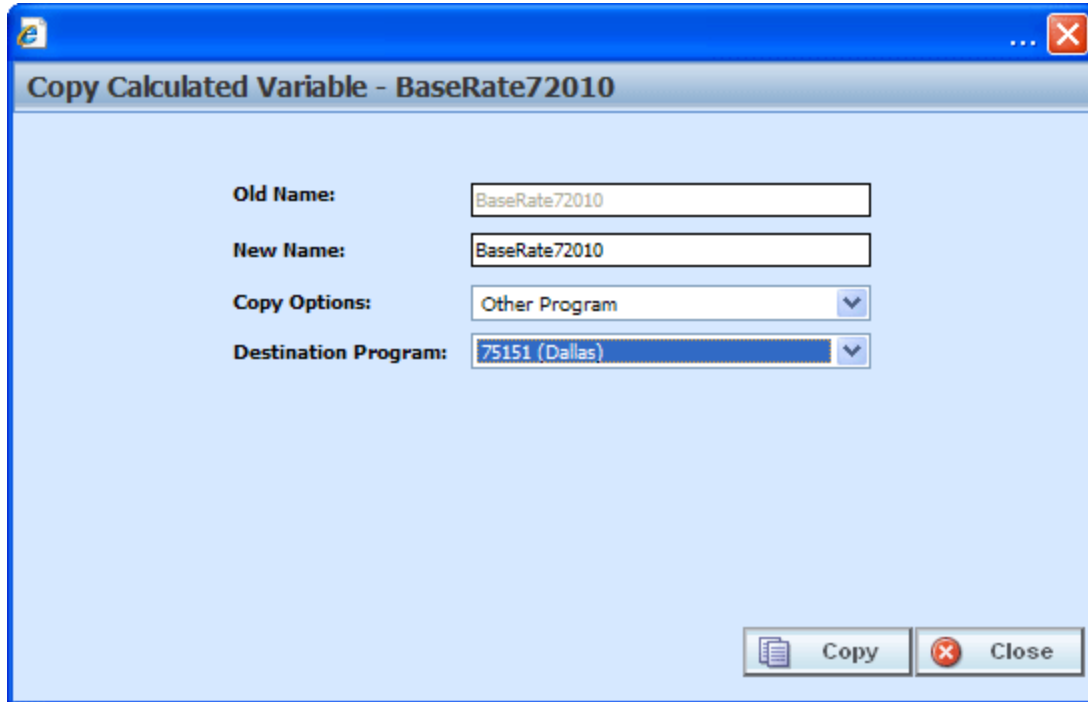 ...
Copy Calculated Variable - BaseRate72010
Old Name: BaseRate72010
New Name: BaseRate72010
Copy Options: Other Program
Destination Program: 75151 (Dallas)
Copy Close